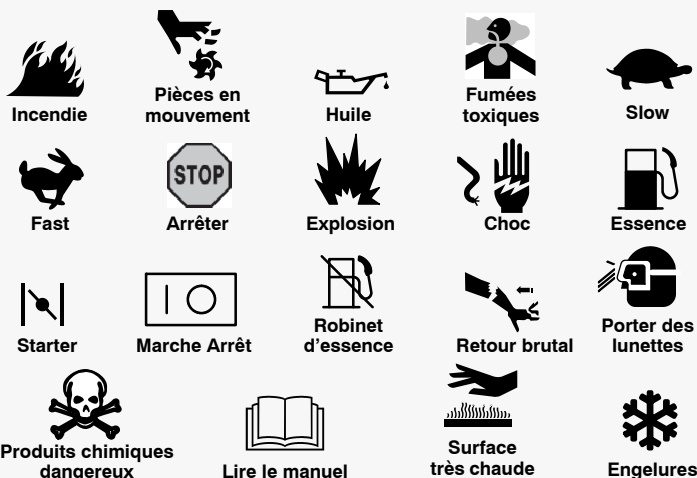 Incendie
Pièces en
mouvement
Huile
Fumées
toxiques
Slow
Fast
STOP
Arrêter
Explosion
Choc
Essence
Starter
Marche Arrêt
Robinet
d'essence
Retour brutal
Porter des
lunettes
Produits chimiques
dangereux
Lire le manuel
Surface
très chaude
Engelures